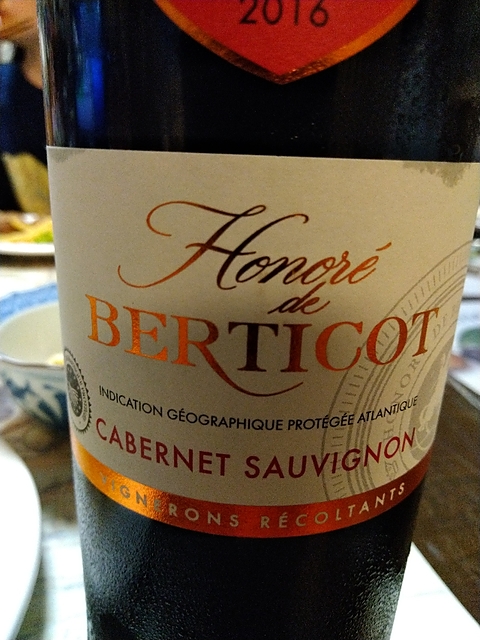 2016
Honoré
de
BERTICOT
INDICATION GÉOGRAPHIQUE PROTÉGÉE ATLANTIQUE
CABERNET SAUVIGNON
VIGNERONS RÉCOLTANTS